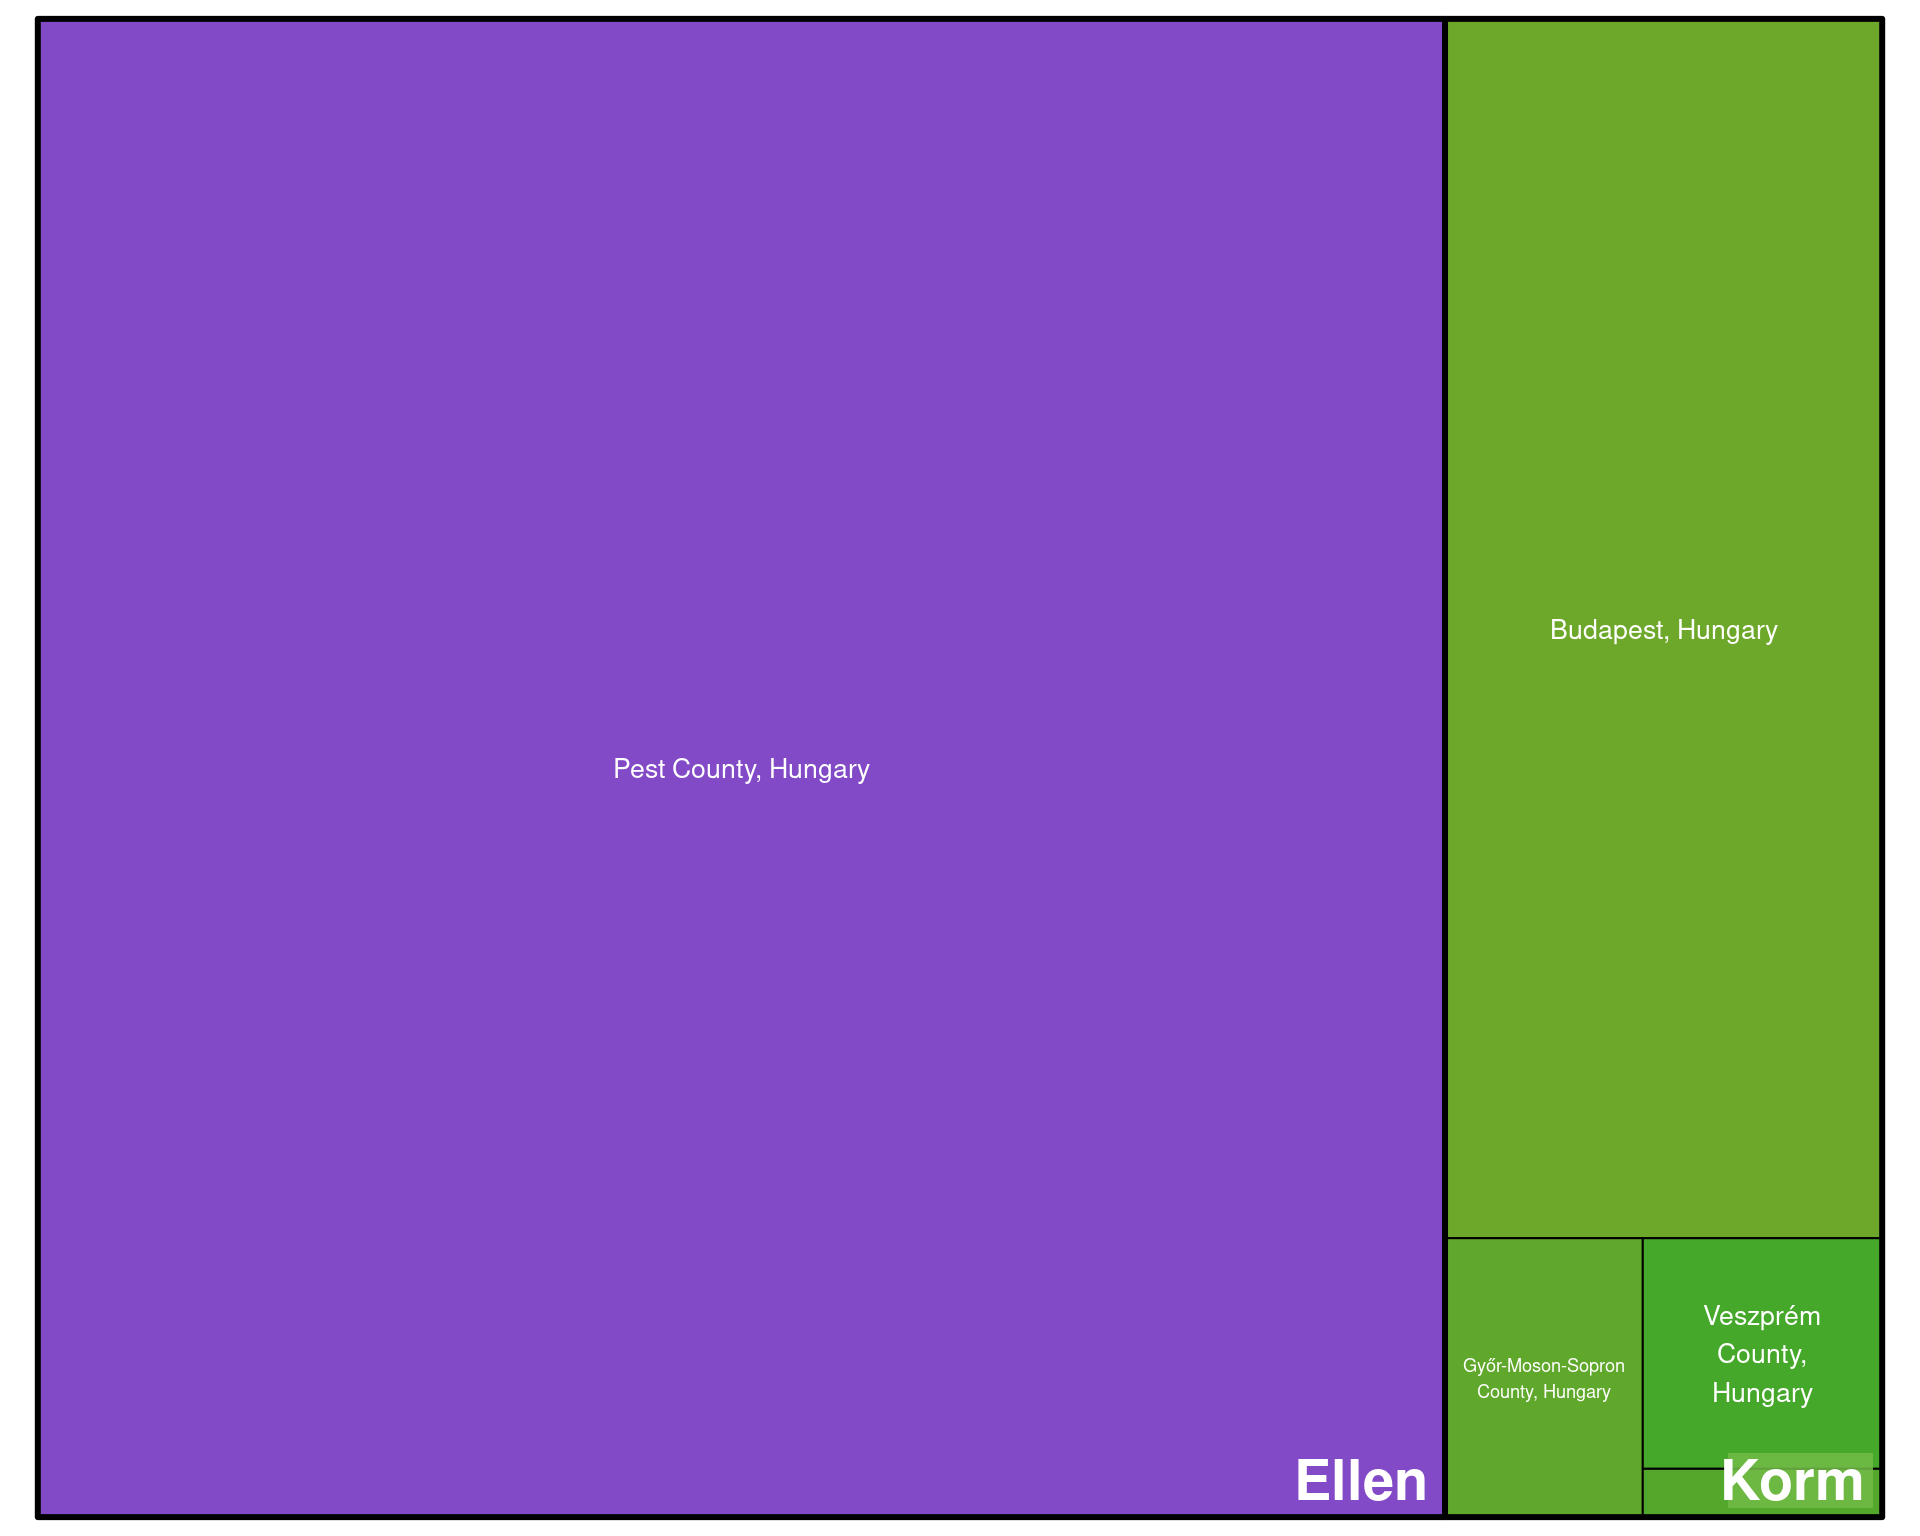 Pest County, Hungary
Budapest, Hungary
Győr-Moson-Sopron
County, Hungary
Veszprém
County,
Hungary
Ellen
Korm